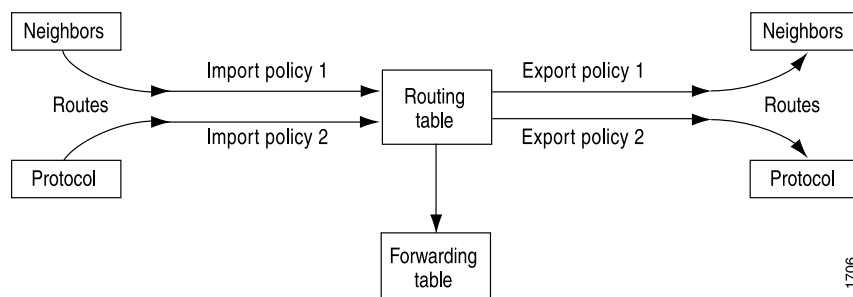 Neighbors
Neighbors
Import policy 1
Export policy 1
Routes
Routing
table
Routes
Import policy 2
Export policy 2
Protocol
Protocol
Forwarding
table
1706